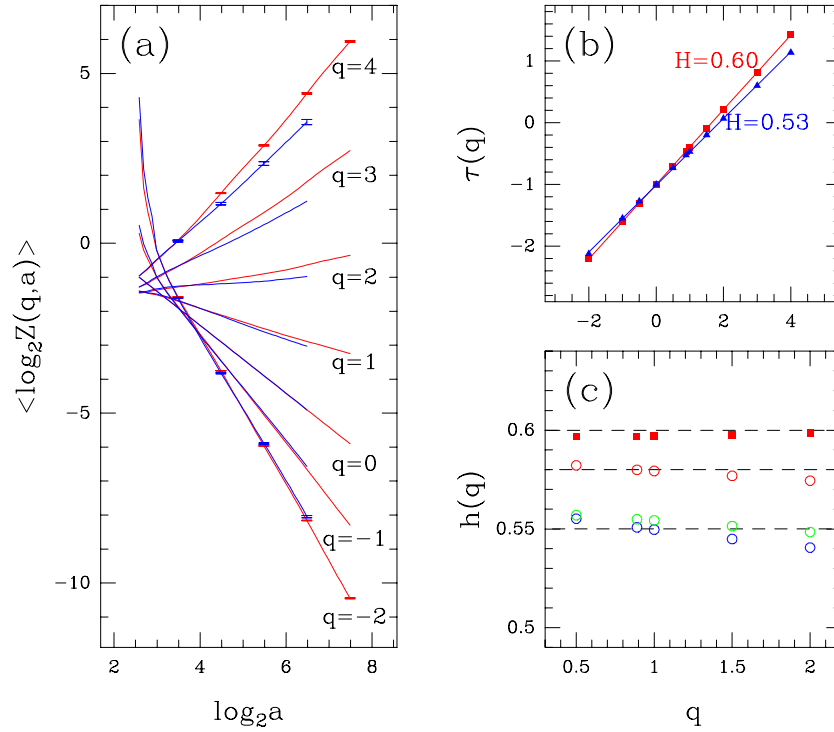 (a)
5
0
−5
−10
<log₂Z(q,a)>
q=4
q=3
q=2
q=1
q=0
q=−1
q=−2
2
4
6
8
log₂a
(b)
1
0
−1
−2
τ(q)
H=0.60
H=0.53
−2
0
2
4
(c)
0.6
0.55
0.5
h(q)
0.5
1
1.5
2
q